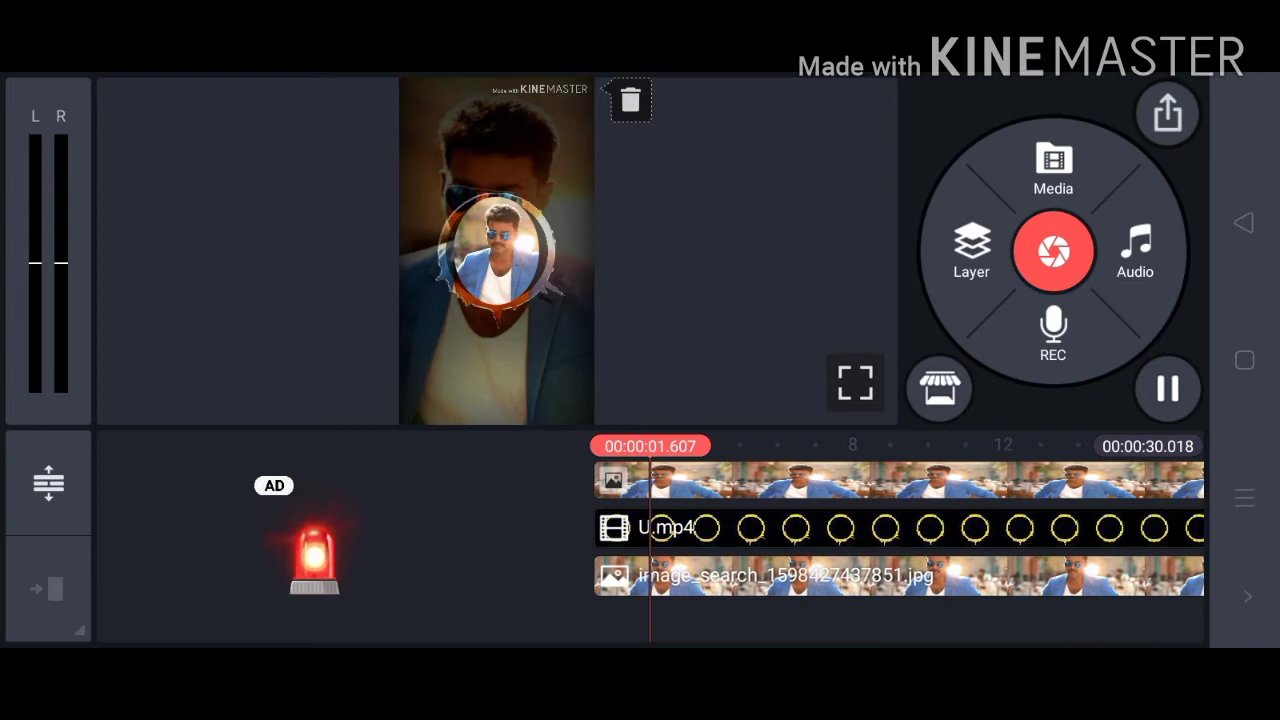 Made with KINEMASTER
Made with KINEMASTER
L R
Media
Layer
Audio
REC
00:00:01.607
8
12
00:00:30.018
AD
U.mp4
image_search_1598427437851.jpg